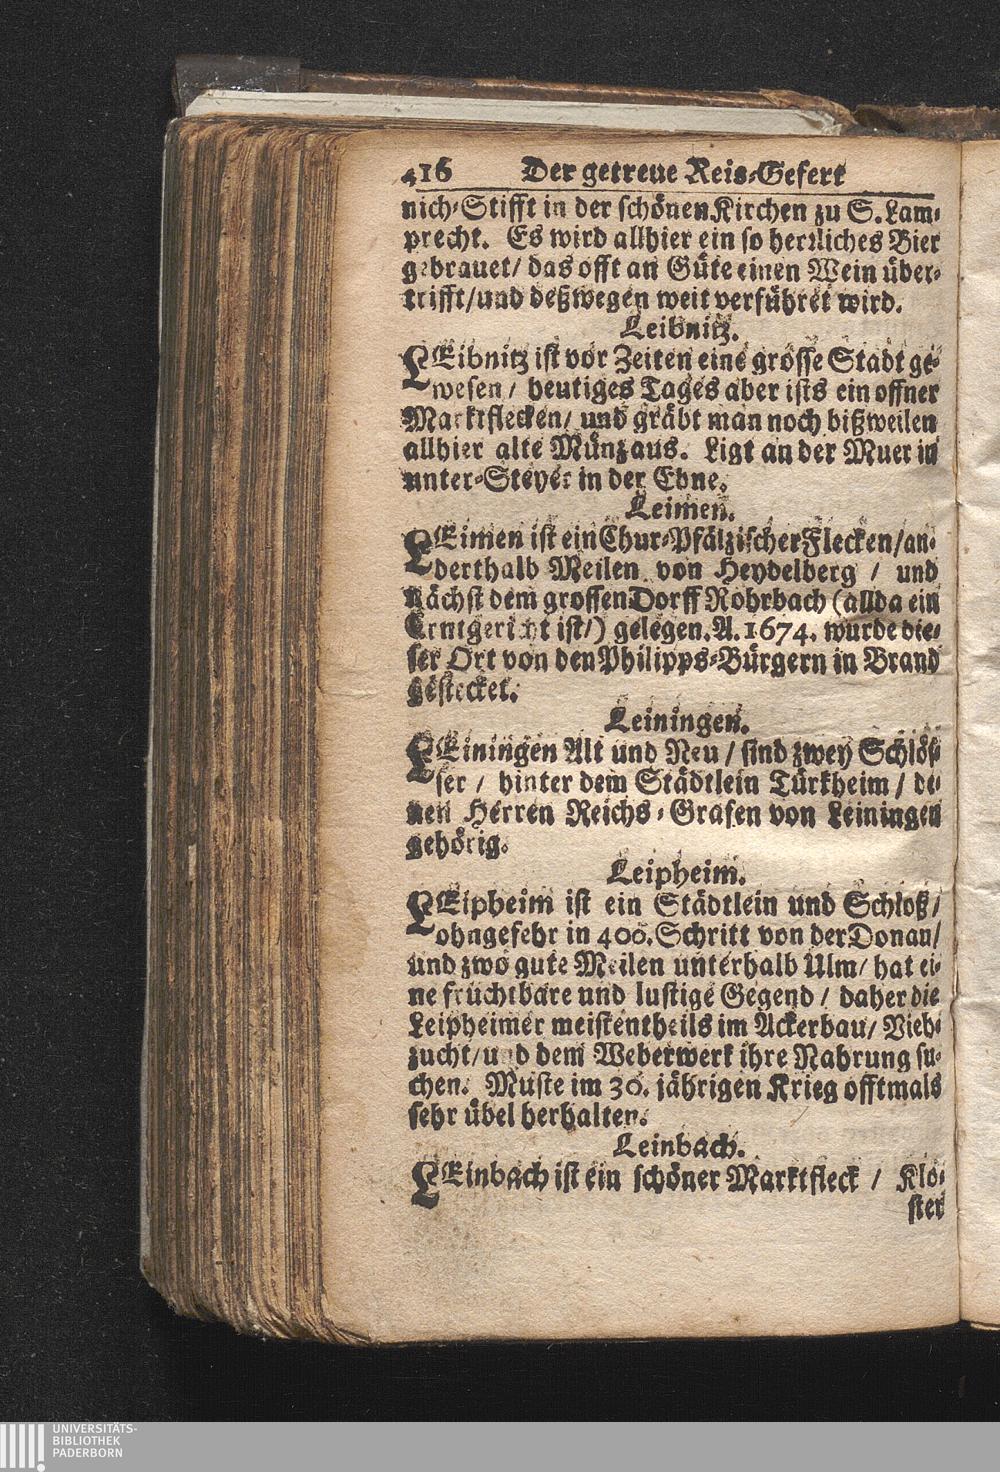 416 Der getreue Reis-Gefert
nich-Stifft in der schönen Kirchen zu S. Lam-
precht. Es wird allhier ein so herrliches Bier
gebrauet/ das offt an Güte einen Wein über-
trifft/ und deßwegen weit verführet wird.
Leibnitz.
LEibnitz ist vor Zeiten eine grosse Stadt ge-
wesen / heutiges Tages aber ists ein offner
Marktflecken/ und gräbt man noch bißweilen
allhier alte Münz aus. Ligt an der Muer in
unter-Steyer in der Ebne.
Leimen.
LEimen ist ein Chur-Pfälzischer Flecken/ an-
derthalb Meilen von Heydelberg / und
nächst dem grossen Dorff Rohrbach (allda ein
ist/) gelegen. A. 1674. wurde die-
ser Ort von den Philipps-Bürgern in Brand
gestecket.
Leiningen.
LEiningen Alt und Neu / sind zwey Schlös-
ser / hinter dem Städtlein Türkheim / de-
nen Herren Reichs-Grafen von Leiningen
gehörig.
Leipheim.
LEipheim ist ein Städtlein und Schloß/
ohngefehr in 400. Schritt von der Donau/
und zwo gute Meilen unterhalb Ulm/ hat ei-
ne fruchtbare und lustige Gegend / daher die
Leipheimer meistentheils im Ackerbau/ Vieh-
zucht/ und dem Weberwerk ihre Nahrung su-
chen. Muste im 30. jährigen Krieg offtmals
sehr übel herhalten.
Leinbach.
LEinbach ist ein schöner Marktfleck / Klo-
ster
UNIVERSITÄTS-
BIBLIOTHEK
PADERBORN